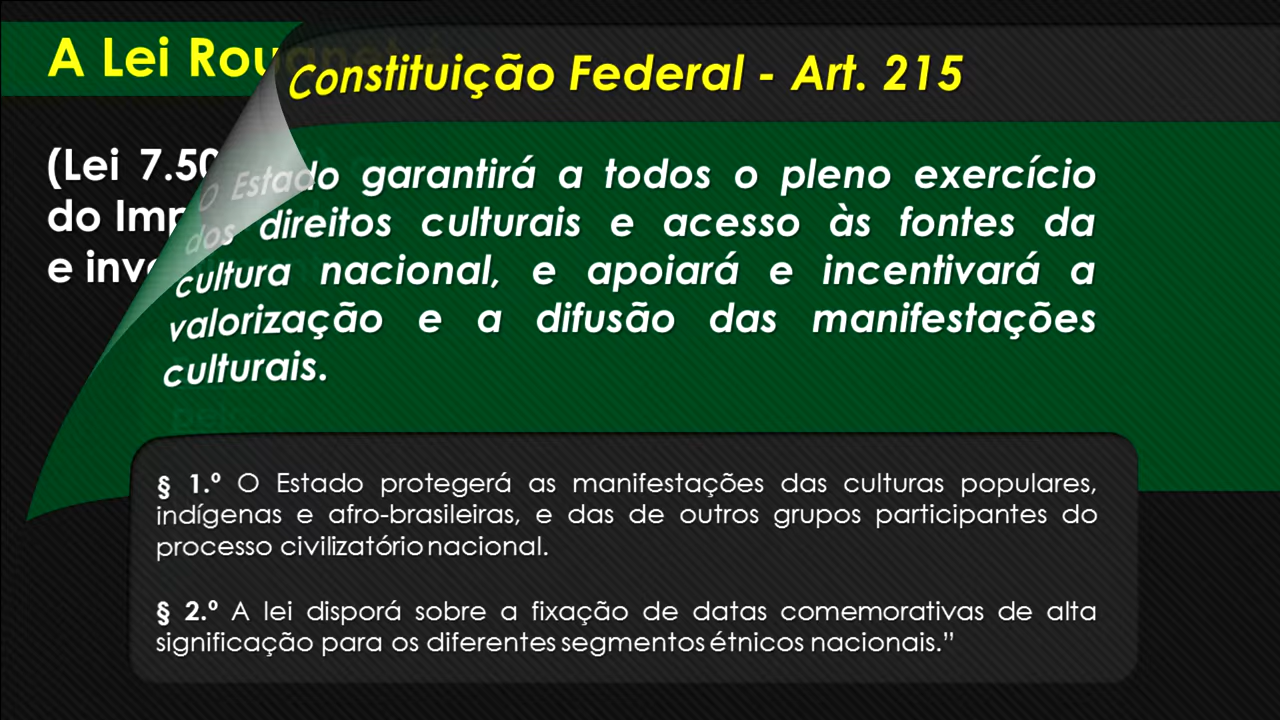 A Lei Rou
Constituição Federal - Art. 215
(Lei 7.50
do Imp
e inv
O Estado garantirá a todos o pleno exercício
dos direitos culturais e acesso às fontes da
cultura nacional, e apoiará e incentivará a
valorização e a difusão das manifestações
culturais.
§ 1.º O Estado protegerá as manifestações das culturas populares,
indígenas e afro-brasileiras, e das de outros grupos participantes do
processo civilizatório nacional.
§ 2.º A lei disporá sobre a fixação de datas comemorativas de alta
significação para os diferentes segmentos étnicos nacionais.”